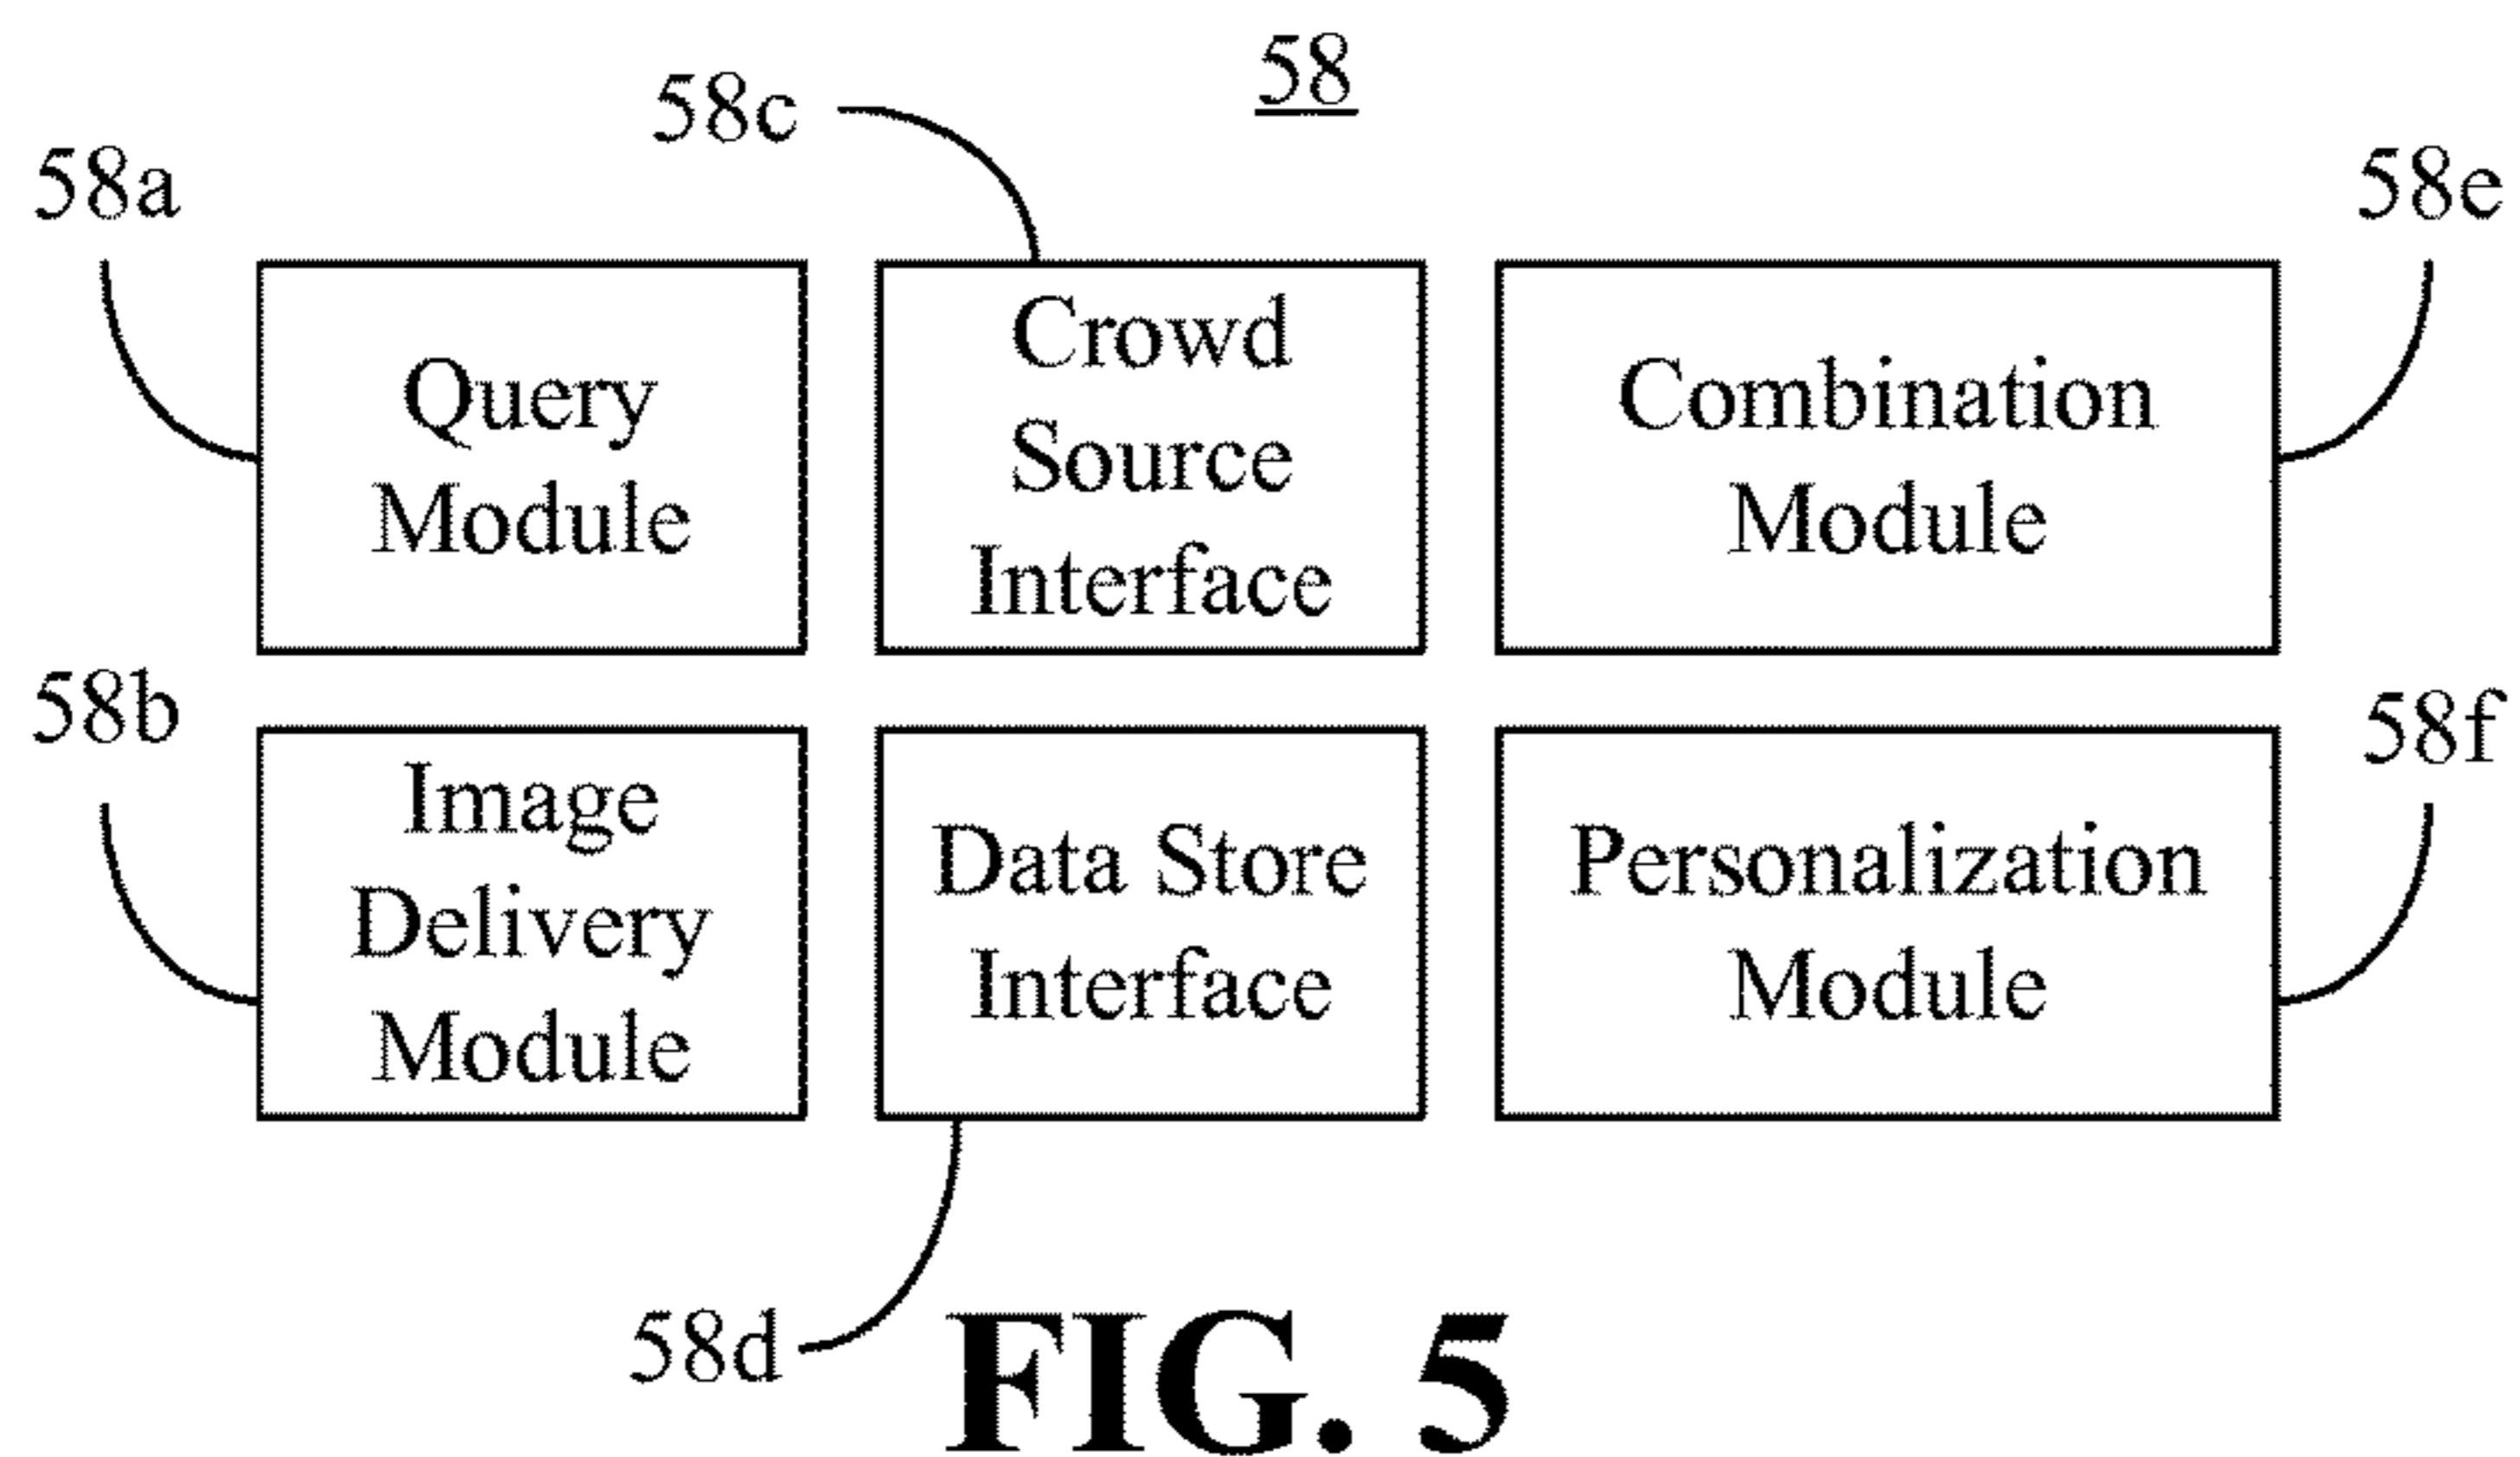 58
58c
58a
58e
Query
Module
Crowd
Source
Interface
Combination
Module
58b
58f
Image
Delivery
Module
Data Store
Interface
Personalization
Module
58d
FIG. 5